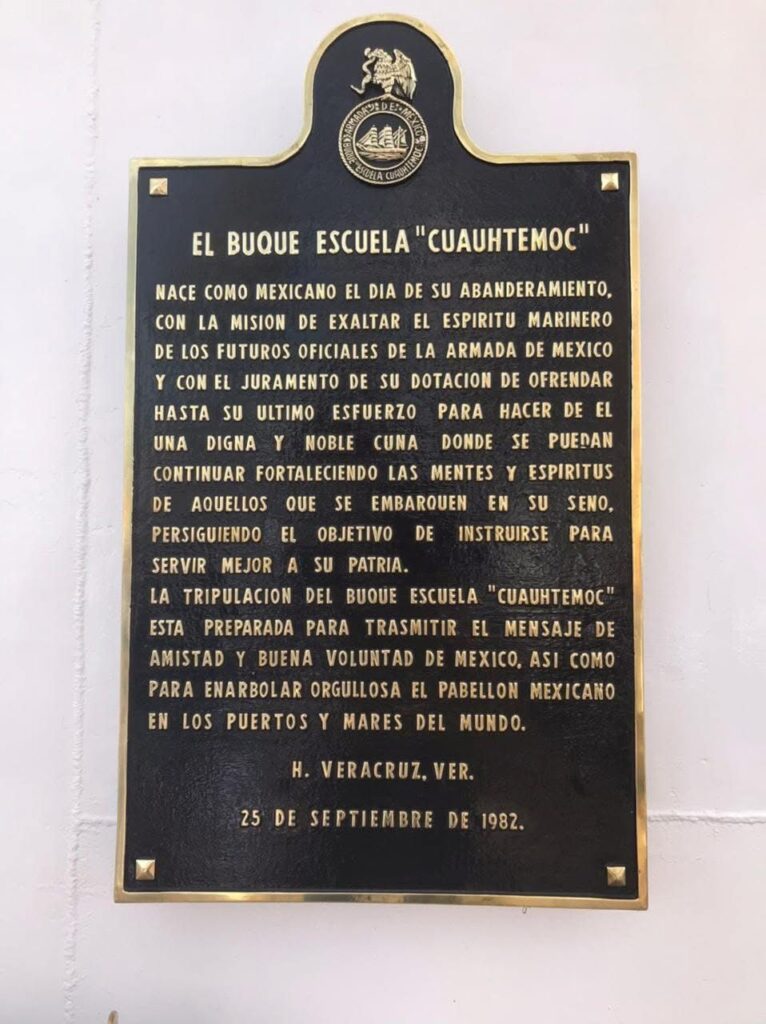 ARMADA DE MEXICO
BUQUE ESCUELA CUAUHTEMOC
EL BUQUE ESCUELA "CUAUHTEMOC"
NACE COMO MEXICANO EL DIA DE SU ABANDERAMIENTO,
CON LA MISION DE EXALTAR EL ESPIRITU MARINERO
DE LOS FUTUROS OFICIALES DE LA ARMADA DE MEXICO
Y CON EL JURAMENTO DE SU DOTACION DE OFRENDAR
HASTA SU ULTIMO ESFUERZO PARA HACER DE EL
UNA DIGNA Y NOBLE CUNA DONDE SE PUEDAN
CONTINUAR FORTALECIENDO LAS MENTES Y ESPIRITUS
DE AQUELLOS QUE SE EMBARQUEN EN SU SENO,
PERSIGUIENDO EL OBJETIVO DE INSTRUIRSE PARA
SERVIR MEJOR A SU PATRIA.
LA TRIPULACION DEL BUQUE ESCUELA "CUAUHTEMOC"
ESTA PREPARADA PARA TRASMITIR EL MENSAJE DE
AMISTAD Y BUENA VOLUNTAD DE MEXICO, ASI COMO
PARA ENARBOLAR ORGULLOSA EL PABELLON MEXICANO
EN LOS PUERTOS Y MARES DEL MUNDO.
H. VERACRUZ, VER.
25 DE SEPTIEMBRE DE 1982.